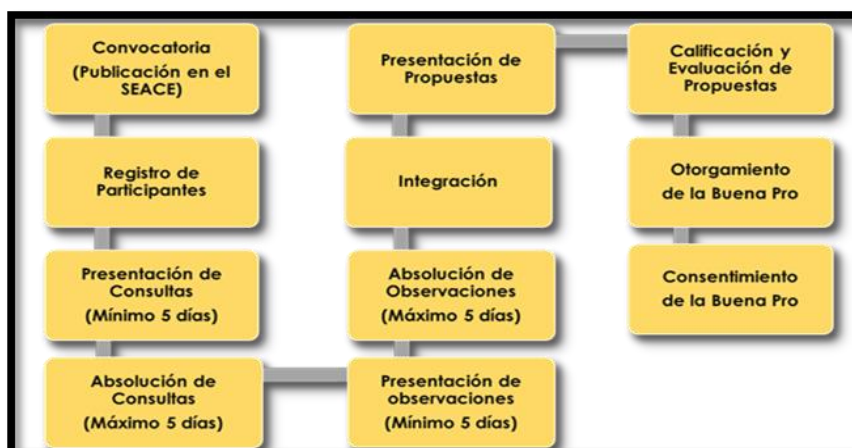 Convocatoria
(Publicación en el
SEACE)
Registro de
Participantes
Presentación de
Consultas
(Mínimo 5 días)
Absolución de
Consultas
(Máximo 5 días)
Presentación de
observaciones
(Mínimo 5 días)
Absolución de
Observaciones
(Máximo 5 días)
Integración
Presentación de
Propuestas
Calificación y
Evaluación de
Propuestas
Otorgamiento
de la Buena Pro
Consentimiento
de la Buena Pro